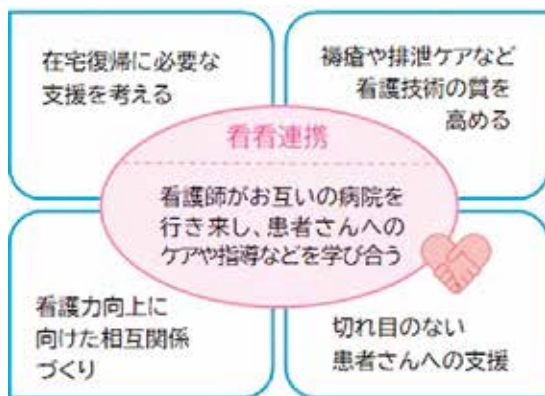 在宅復帰に必要な
支援を考える
褥瘡や排泄ケアなど
看護技術の質を
高める
看看連携
看護師がお互いの病院を
行き来し、患者さんへの
ケアや指導などを学び合う
看護力向上に
向けた相互関係
づくり
切れ目のない
患者さんへの支援